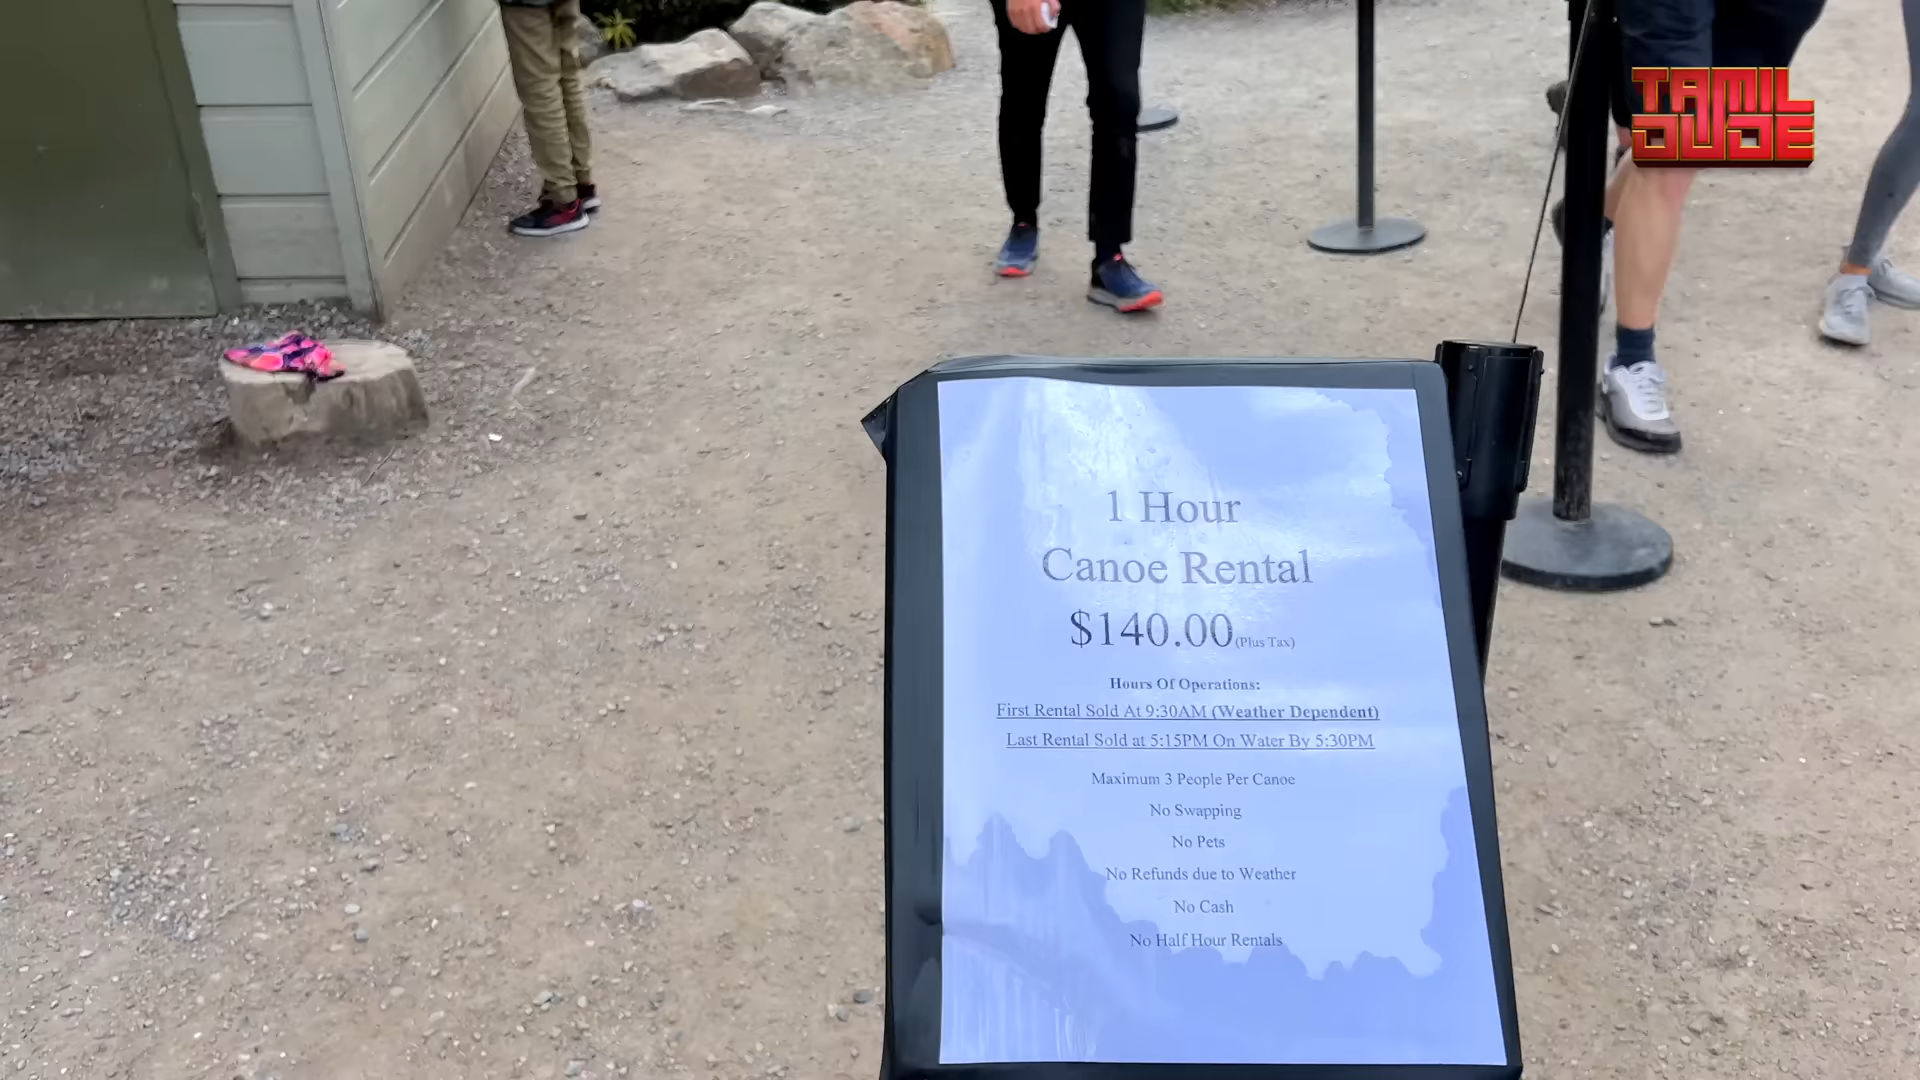 TAMIL
DUDE
1 Hour
Canoe Rental
$140.00(Plus Tax)
Hours Of Operations:
First Rental Sold At 9:30AM (Weather Dependent)
Last Rental Sold at 5:15PM On Water By 5:30PM
Maximum 3 People Per Canoe
No Swapping
No Pets
No Refunds due to Weather
No Cash
No Half Hour Rentals